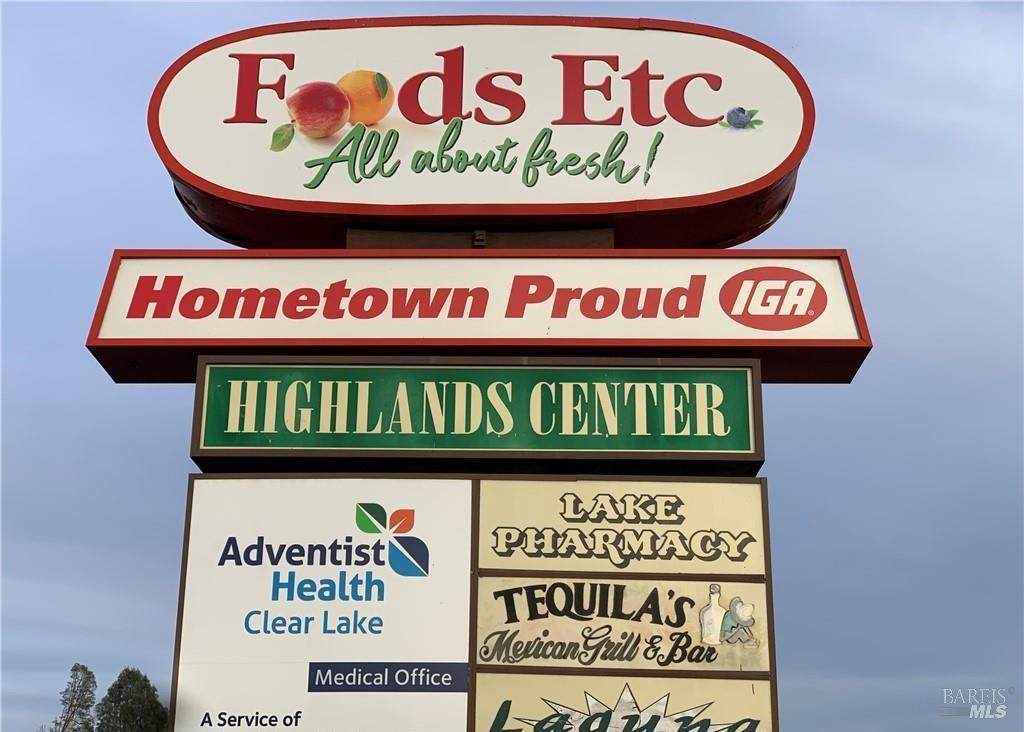 Foods Etc.
All about fresh!
Hometown Proud IGA
HIGHLANDS CENTER
Adventist
Health
Clear Lake
Medical Office
A Service of
LAKE
PHARMACY
TEQUILA'S
Mexican Grill & Bar
Laguna
BAREIS
MLS